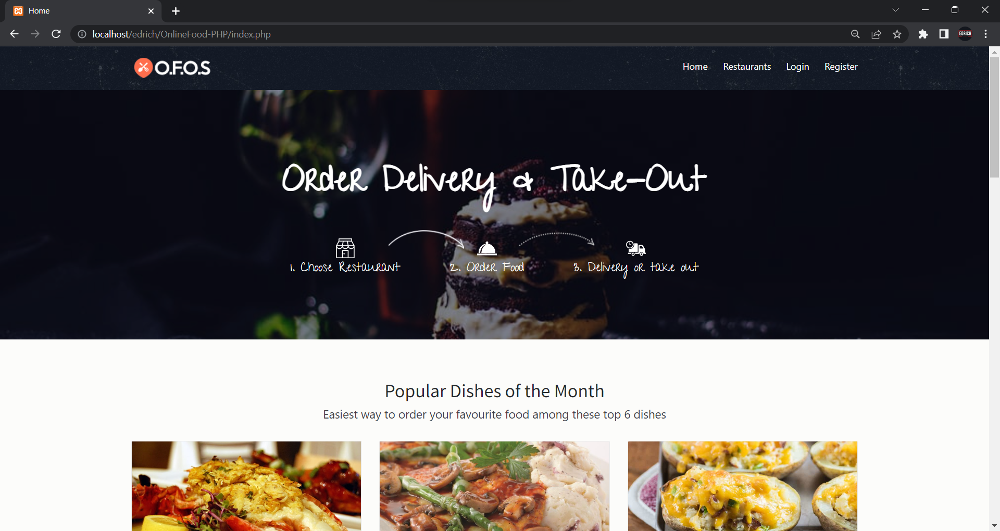 Home
localhost/edrich/OnlineFood-PHP/index.php
EDRICH
O.F.O.S
Home Restaurants Login Register
Order Delivery & Take-Out
1. Choose Restaurant
2. Order Food
3. Delivery or take out
Popular Dishes of the Month
Easiest way to order your favourite food among these top 6 dishes